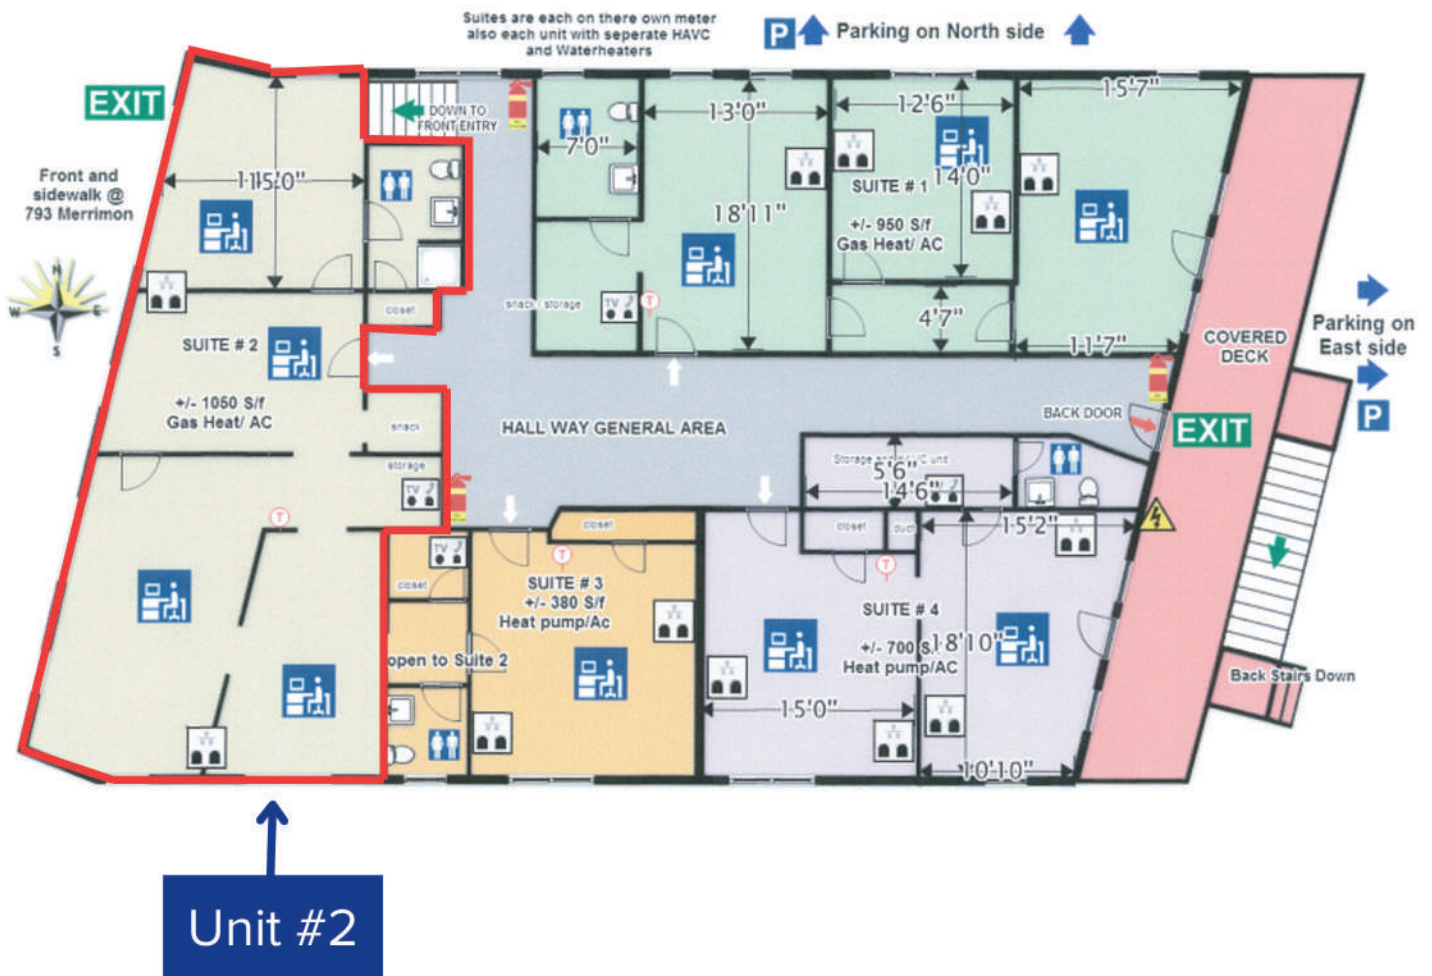 Suites are each on there own meter
also each unit with seperate HAVC
and Waterheaters
P
Parking on North side
EXIT
DOWN TO
FRONT ENTRY
Front and
sidewalk @
793 Merrimon
N
W
E
S
7'0"
13'0"
18'11"
12'6"
14'0"
SUITE # 1
+/- 950 S/f
Gas Heat/ AC
15'7"
11'7"
4'7"
snack / storage
TV
T
closet
SUITE # 2
+/- 1050 S/f
Gas Heat/ AC
snack
storage
TV
T
HALL WAY GENERAL AREA
BACK DOOR
EXIT
COVERED
DECK
Parking on
East side
P
5'6"
14'6"
closet
TV
closet
T
SUITE # 3
+/- 380 S/f
Heat pump/Ac
open to Suite 2
closet
duct
T
15'2"
SUITE # 4
+/- 700 S
18'10"
Heat pump/AC
15'0"
10'10"
Back Stairs Down
Unit #2